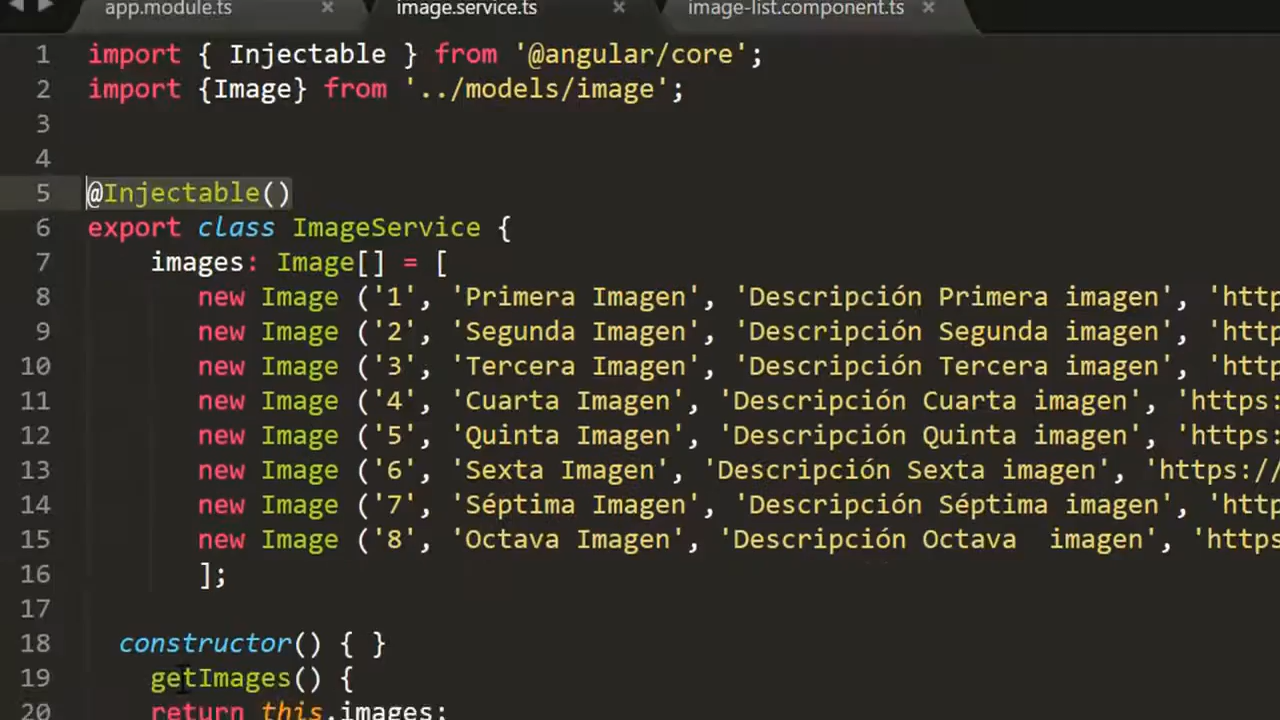 app.module.ts × image.service.ts × image-list.component.ts ×
1 import { Injectable } from '@angular/core';
2 import {Image} from '../models/image';
3
4
5 @Injectable()
6 export class ImageService {
7 images: Image[] = [
8 new Image ('1', 'Primera Imagen', 'Descripción Primera imagen', 'http
9 new Image ('2', 'Segunda Imagen', 'Descripción Segunda imagen', 'http
10 new Image ('3', 'Tercera Imagen', 'Descripción Tercera imagen', 'http
11 new Image ('4', 'Cuarta Imagen', 'Descripción Cuarta imagen', 'https:
12 new Image ('5', 'Quinta Imagen', 'Descripción Quinta imagen', 'https:
13 new Image ('6', 'Sexta Imagen', 'Descripción Sexta imagen', 'https://
14 new Image ('7', 'Séptima Imagen', 'Descripción Séptima imagen', 'http
15 new Image ('8', 'Octava Imagen', 'Descripción Octava  imagen', 'https
16 ];
17
18 constructor() { }
19 getImages() {
20 return this.images;